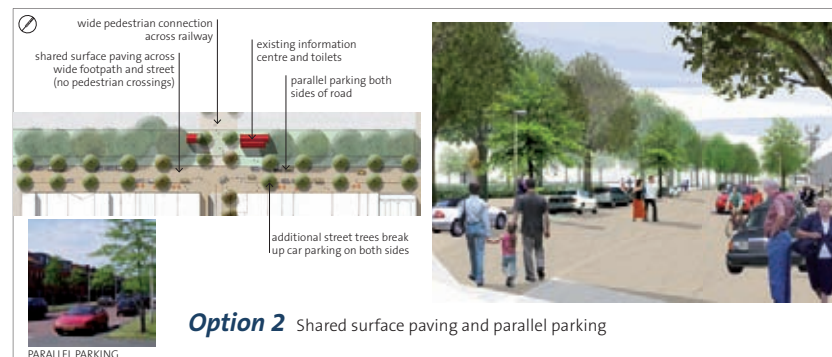 wide pedestrian connection
across railway
shared surface paving across
wide footpath and street
(no pedestrian crossings)
existing information
centre and toilets
parallel parking both
sides of road
additional street trees break
up car parking on both sides
PARALLEL PARKING
Option 2 Shared surface paving and parallel parking